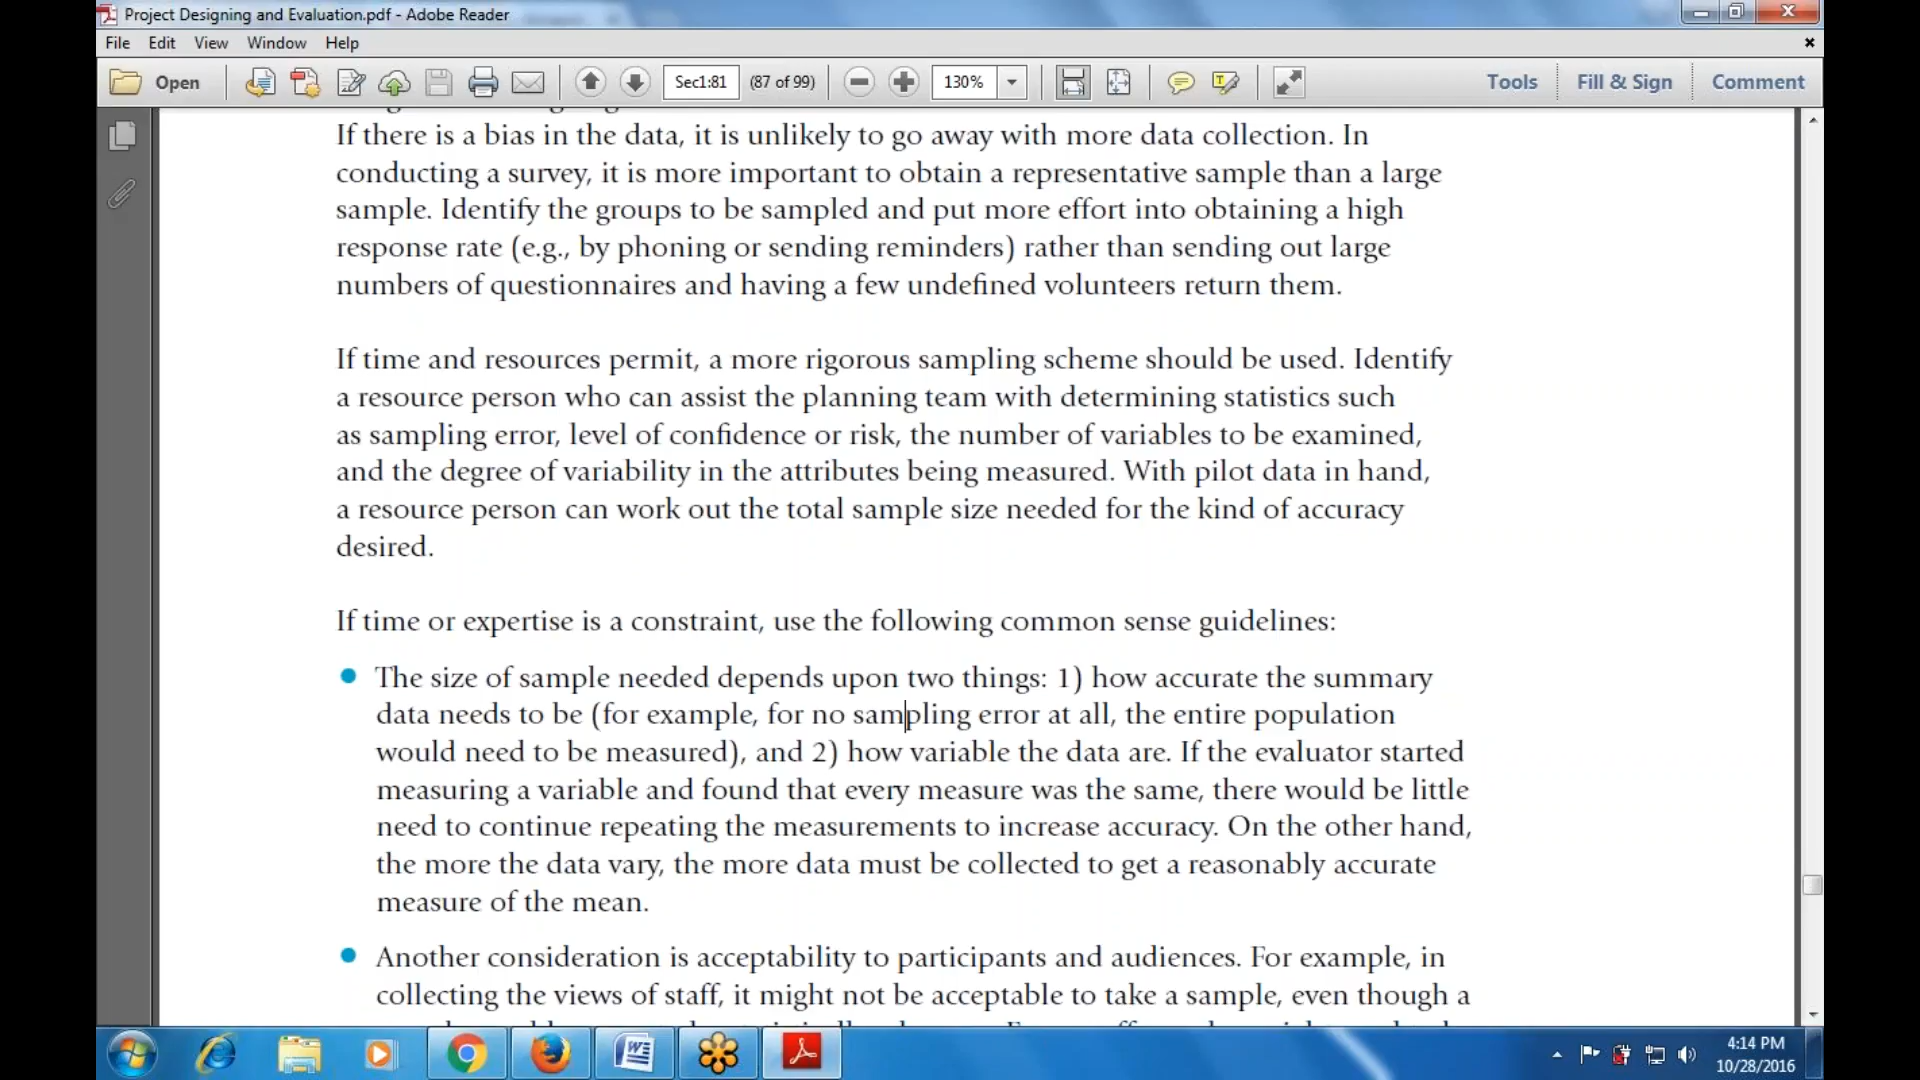 Project Designing and Evaluation.pdf - Adobe Reader
File Edit View Window Help
Open Sec1:81 (87 of 99) 130% Tools Fill & Sign Comment
If there is a bias in the data, it is unlikely to go away with more data collection. In
conducting a survey, it is more important to obtain a representative sample than a large
sample. Identify the groups to be sampled and put more effort into obtaining a high
response rate (e.g., by phoning or sending reminders) rather than sending out large
numbers of questionnaires and having a few undefined volunteers return them.
If time and resources permit, a more rigorous sampling scheme should be used. Identify
a resource person who can assist the planning team with determining statistics such
as sampling error, level of confidence or risk, the number of variables to be examined,
and the degree of variability in the attributes being measured. With pilot data in hand,
a resource person can work out the total sample size needed for the kind of accuracy
desired.
If time or expertise is a constraint, use the following common sense guidelines:
• The size of sample needed depends upon two things: 1) how accurate the summary
data needs to be (for example, for no sampling error at all, the entire population
would need to be measured), and 2) how variable the data are. If the evaluator started
measuring a variable and found that every measure was the same, there would be little
need to continue repeating the measurements to increase accuracy. On the other hand,
the more the data vary, the more data must be collected to get a reasonably accurate
measure of the mean.
• Another consideration is acceptability to participants and audiences. For example, in
collecting the views of staff, it might not be acceptable to take a sample, even though a
4:14 PM
10/28/2016